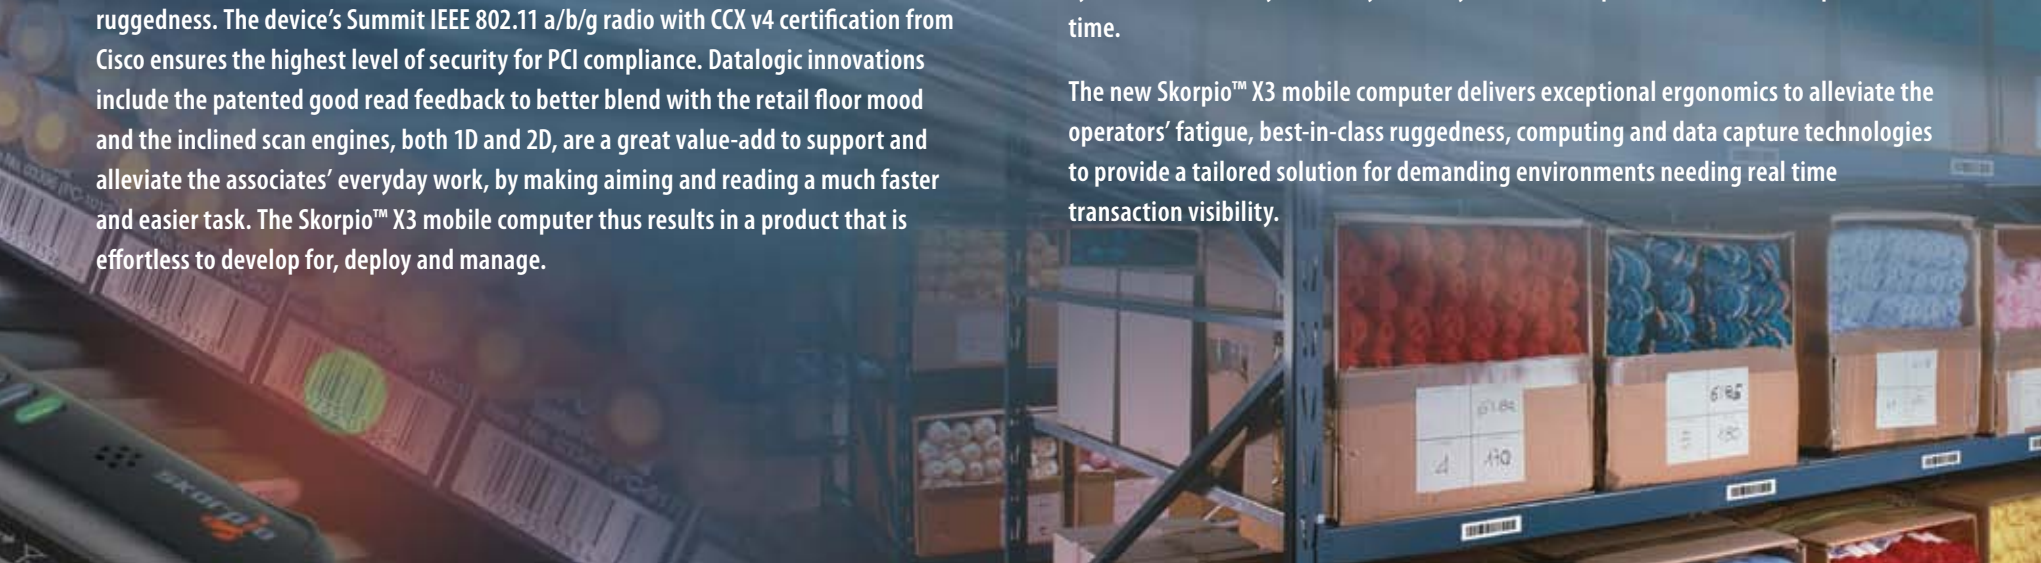 ruggedness. The device's Summit IEEE 802.11 a/b/g radio with CCX v4 certification from
Cisco ensures the highest level of security for PCI compliance. Datalogic innovations
include the patented good read feedback to better blend with the retail floor mood
and the inclined scan engines, both 1D and 2D, are a great value-add to support and
alleviate the associates' everyday work, by making aiming and reading a much faster
and easier task. The Skorpio™ X3 mobile computer thus results in a product that is
effortless to develop for, deploy and manage.
time.
The new Skorpio™ X3 mobile computer delivers exceptional ergonomics to alleviate the
operators' fatigue, best-in-class ruggedness, computing and data capture technologies
to provide a tailored solution for demanding environments needing real time
transaction visibility.
skorpio
6182
170
6185
180